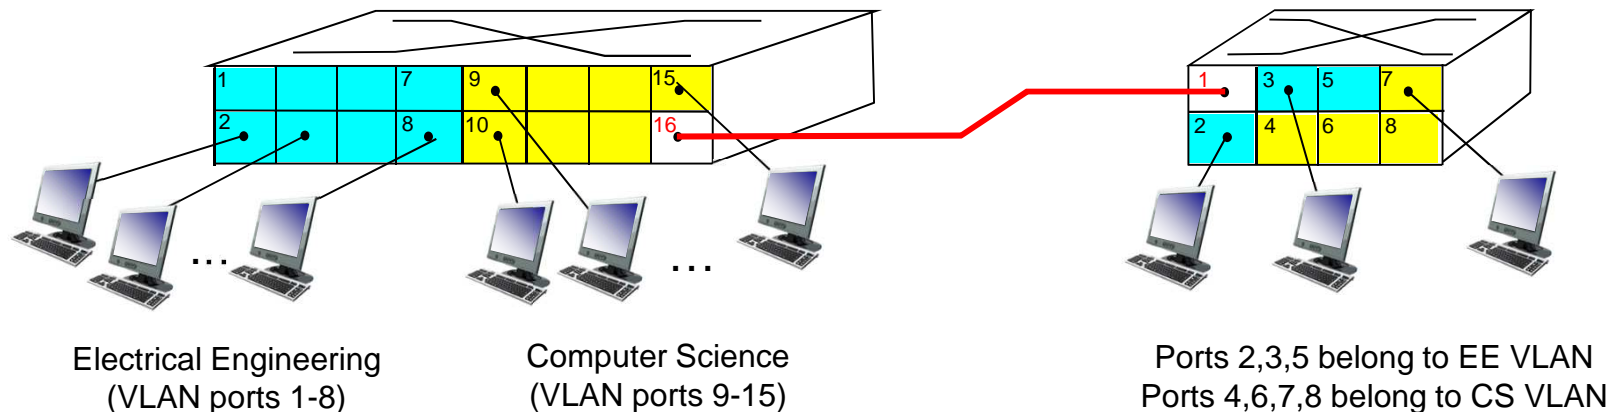 1 7 9 15
2 8 10 16
1 3 5 7
2 4 6 8
... ...
Electrical Engineering
(VLAN ports 1-8)
Computer Science
(VLAN ports 9-15)
Ports 2,3,5 belong to EE VLAN
Ports 4,6,7,8 belong to CS VLAN